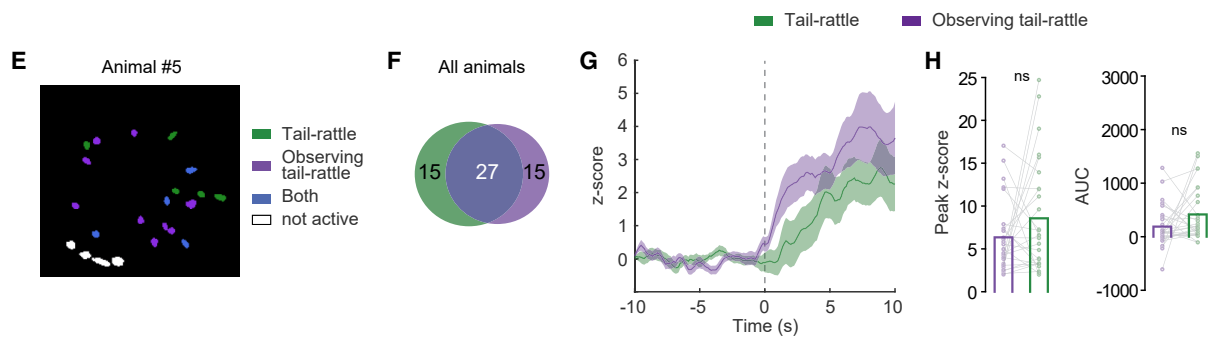 Tail-rattle
Observing tail-rattle
E
Animal #5
Tail-rattle
Observing
tail-rattle
Both
not active
F
All animals
15
27
15
G
z-score
6
5
4
3
2
1
0
-10
-5
0
5
10
Time (s)
H
Peak z-score
25
20
15
10
5
0
ns
AUC
3000
2000
1000
0
-1000
ns